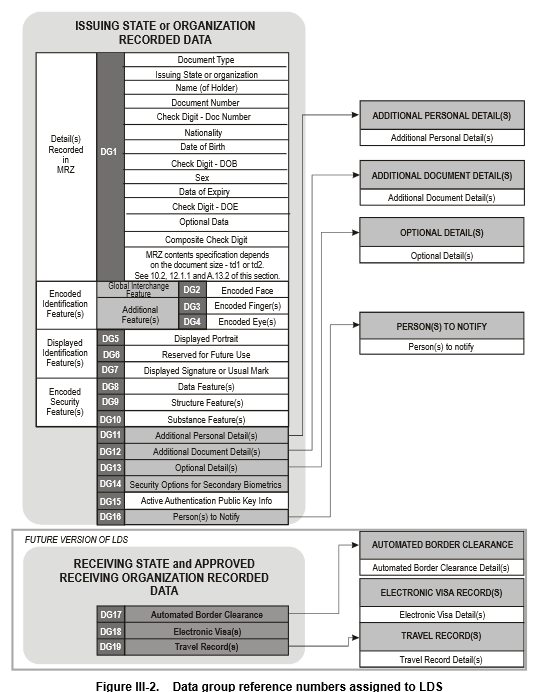 ISSUING STATE or ORGANIZATION
RECORDED DATA
Detail(s)
Recorded
in
MRZ
DG1
Document Type
Issuing State or organization
Name (of Holder)
Document Number
Check Digit - Doc Number
Nationality
Date of Birth
Check Digit - DOB
Sex
Data of Expiry
Check Digit - DOE
Optional Data
Composite Check Digit
MRZ contents specification depends
on the document size - td1 or td2.
See 10.2, 12.1.1 and A.13.2 of this section.
Encoded
Identification
Feature(s)
Global Interchange
Feature
DG2
Encoded Face
Additional
Feature(s)
DG3
Encoded Finger(s)
DG4
Encoded Eye(s)
Displayed
Identification
Feature(s)
DG5
Displayed Portrait
DG6
Reserved for Future Use
DG7
Displayed Signature or Usual Mark
Encoded
Security
Feature(s)
DG8
Data Feature(s)
DG9
Structure Feature(s)
DG10
Substance Feature(s)
DG11
Additional Personal Detail(s)
DG12
Additional Document Detail(s)
DG13
Optional Detail(s)
DG14
Security Options for Secondary Biometrics
DG15
Active Authentication Public Key Info
DG16
Person(s) to Notify
ADDITIONAL PERSONAL DETAIL(S)
Additional Personal Detail(s)
ADDITIONAL DOCUMENT DETAIL(S)
Additional Document Detail(s)
OPTIONAL DETAIL(S)
Optional Detail(s)
PERSON(S) TO NOTIFY
Person(s) to notify
FUTURE VERSION OF LDS
RECEIVING STATE and APPROVED
RECEIVING ORGANIZATION RECORDED
DATA
DG17
Automated Border Clearance
DG18
Electronic Visa(s)
DG19
Travel Record(s)
AUTOMATED BORDER CLEARANCE
Automated Border Clearance Detail(s)
ELECTRONIC VISA RECORD(S)
Electronic Visa Detail(s)
TRAVEL RECORD(S)
Travel Record Detail(s)
Figure III-2. Data group reference numbers assigned to LDS